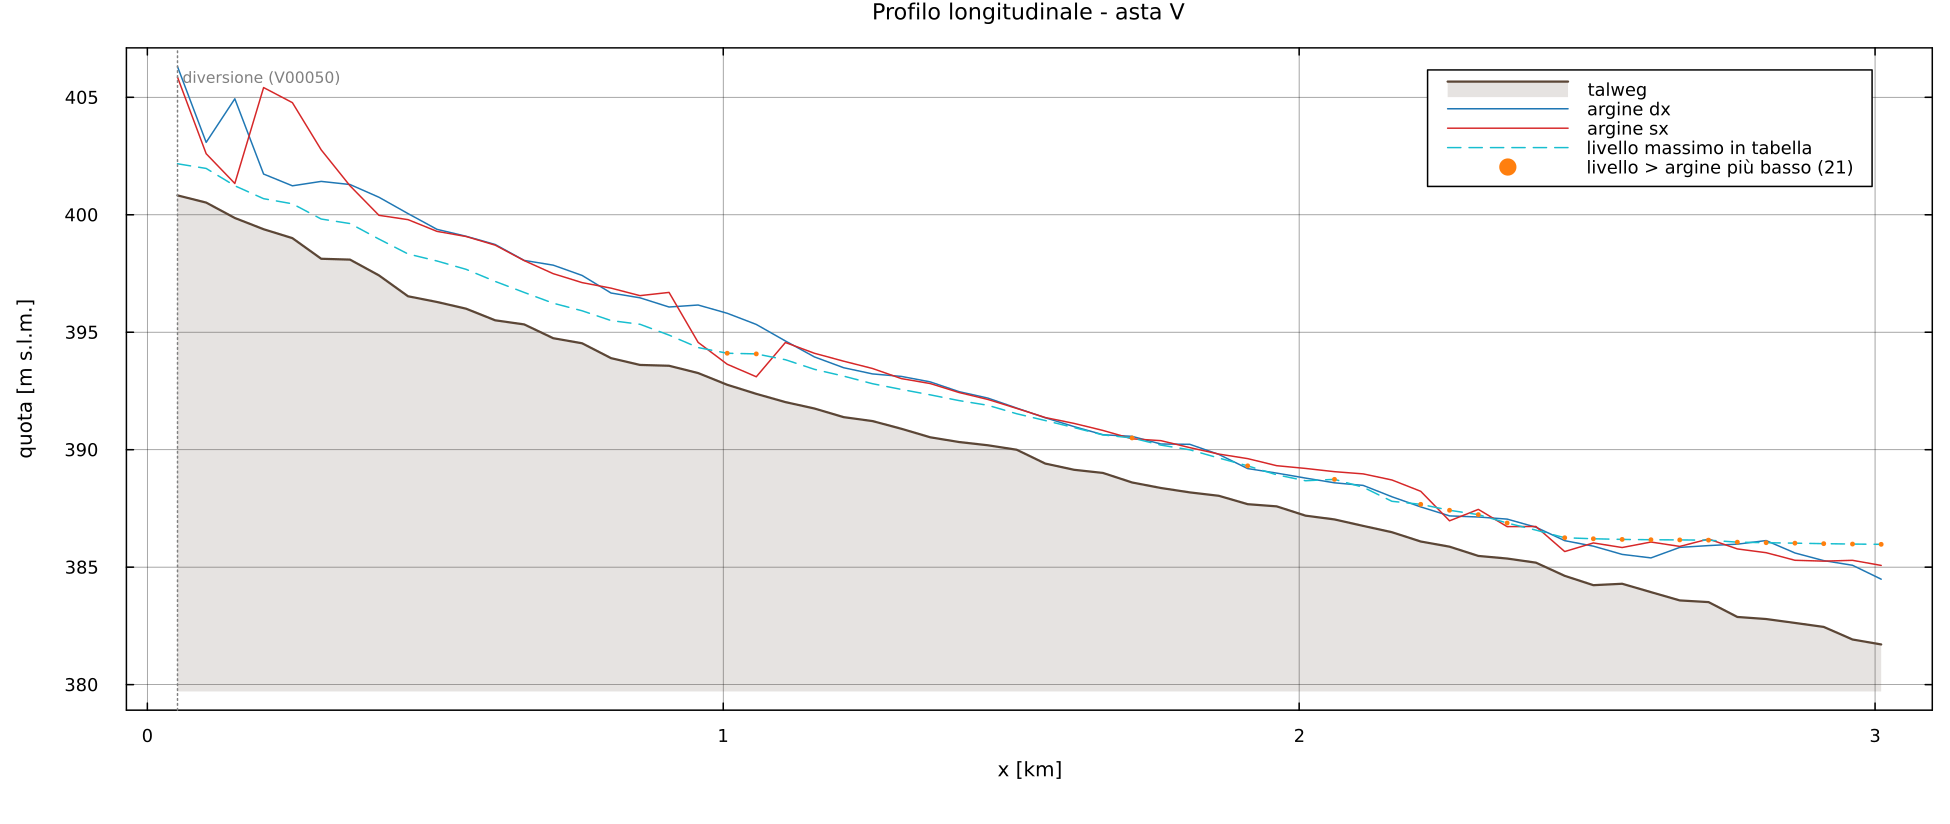 Profilo longitudinale - asta V
diversione (V00050)
talweg
argine dx
argine sx
livello massimo in tabella
livello > argine più basso (21)
quota [m s.l.m.]
405
400
395
390
385
380
0 1 2 3
x [km]